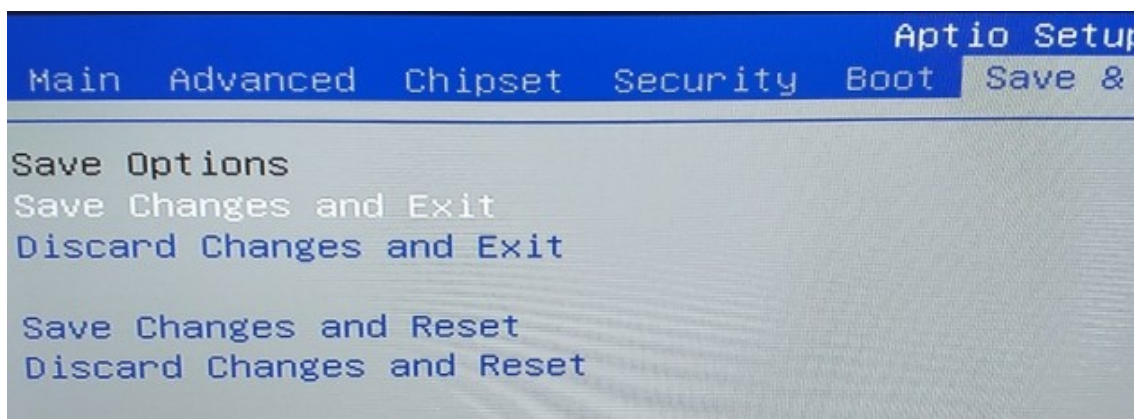 Aptio Setup
Main Advanced Chipset Security Boot Save &
Save Options
Save Changes and Exit
Discard Changes and Exit
Save Changes and Reset
Discard Changes and Reset